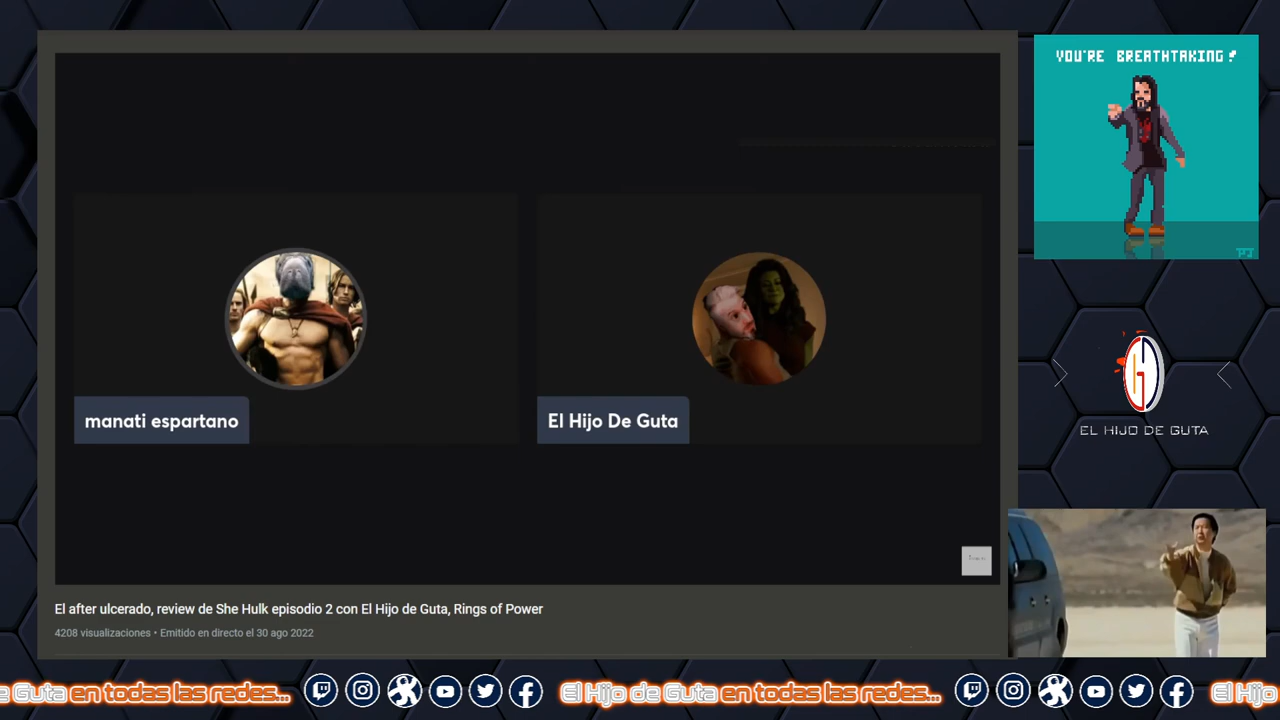 YOU'RE BREATHTAKING!
PJ
manati espartano
El Hijo De Guta
EL HIJO DE GUTA
El after ulcerado, review de She Hulk episodio 2 con El Hijo de Guta, Rings of Power
4208 visualizaciones • Emitido en directo el 30 ago 2022
e Guta en todas las redes... El Hijo de Guta en todas las redes... El Hijo